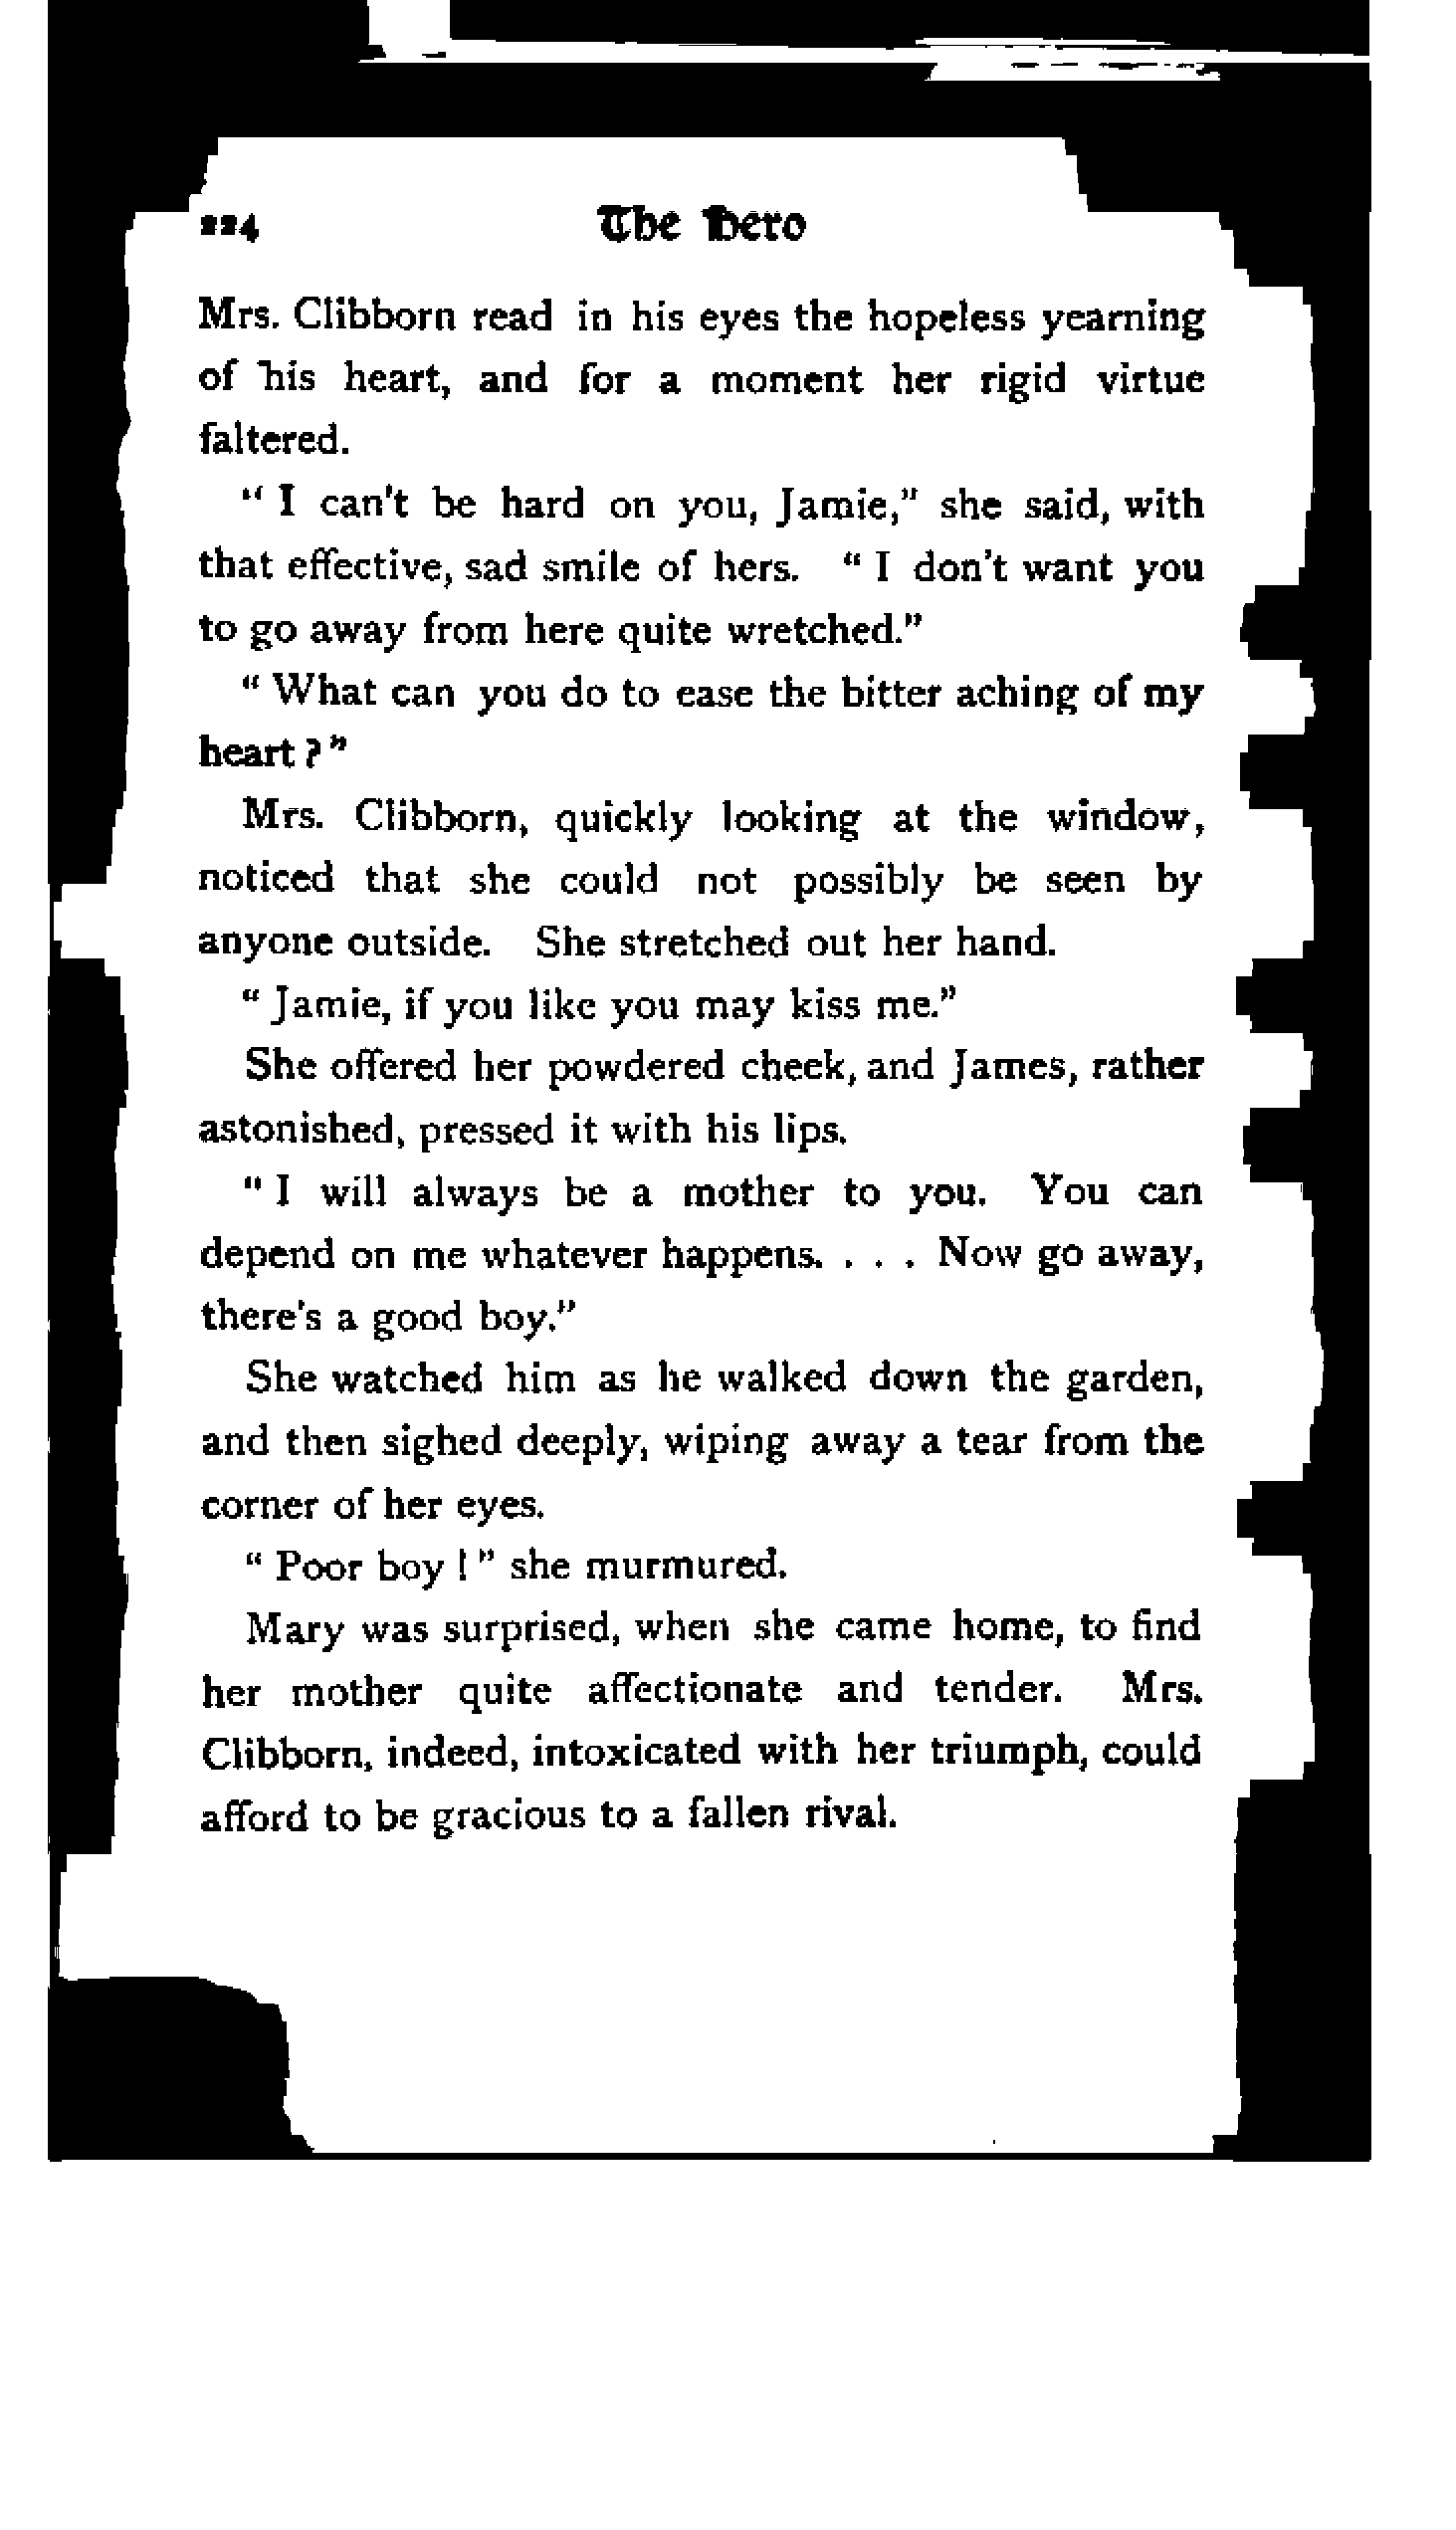 224 The Hero
Mrs. Clibborn read in his eyes the hopeless yearning
of his heart, and for a moment her rigid virtue
faltered.
" I can't be hard on you, Jamie," she said, with
that effective, sad smile of hers. " I don't want you
to go away from here quite wretched."
" What can you do to ease the bitter aching of my
heart ? "
Mrs. Clibborn, quickly looking at the window,
noticed that she could not possibly be seen by
anyone outside. She stretched out her hand.
" Jamie, if you like you may kiss me."
She offered her powdered cheek, and James, rather
astonished, pressed it with his lips.
" I will always be a mother to you. You can
depend on me whatever happens. . . . Now go away,
there's a good boy."
She watched him as he walked down the garden,
and then sighed deeply, wiping away a tear from the
corner of her eyes.
" Poor boy ! " she murmured.
Mary was surprised, when she came home, to find
her mother quite affectionate and tender. Mrs.
Clibborn, indeed, intoxicated with her triumph, could
afford to be gracious to a fallen rival.